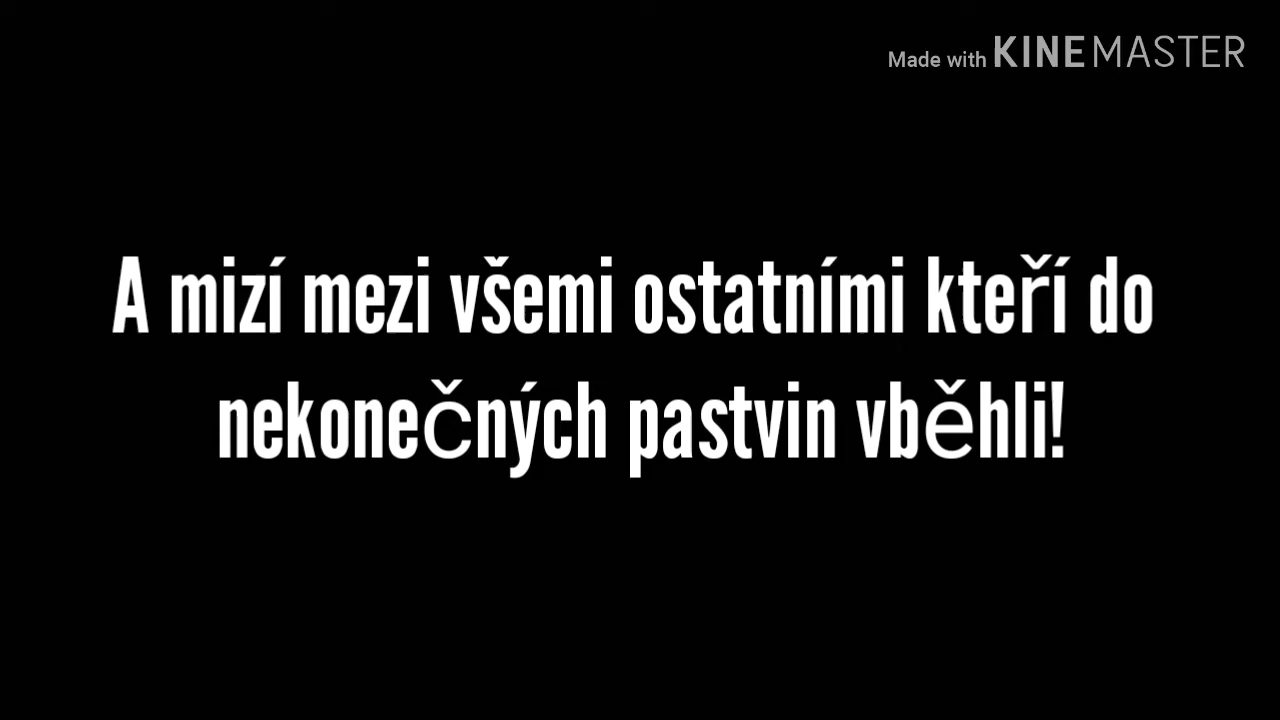 Made with KINEMASTER
A mizí mezi všemi ostatními kteří do
nekonečných pastvin vběhli!